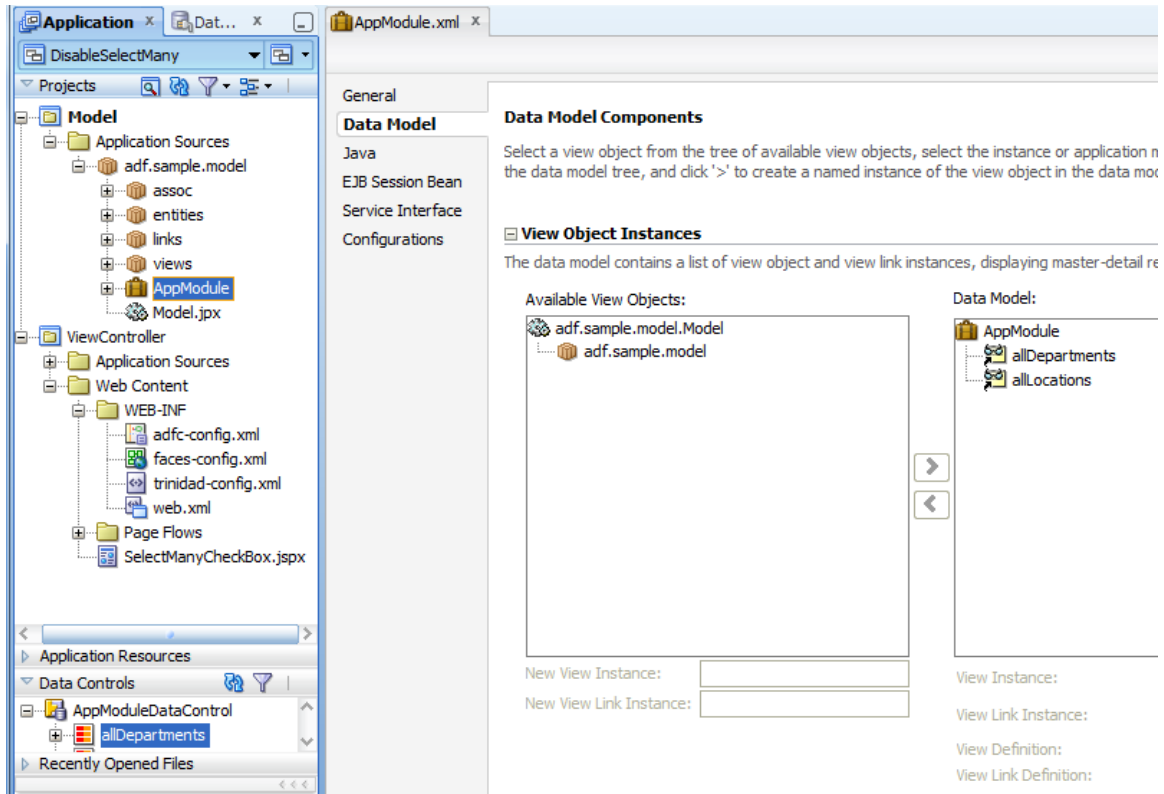 Application x
Dat... x
AppModule.xml x
DisableSelectMany
Projects
Model
Application Sources
adf.sample.model
assoc
entities
links
views
AppModule
Model.jpx
ViewController
Application Sources
Web Content
WEB-INF
adfc-config.xml
faces-config.xml
trinidad-config.xml
web.xml
Page Flows
SelectManyCheckBox.jspx
Application Resources
Data Controls
AppModuleDataControl
allDepartments
Recently Opened Files
General
Data Model
Java
EJB Session Bean
Service Interface
Configurations
Data Model Components
Select a view object from the tree of available view objects, select the instance or application m
the data model tree, and click '>' to create a named instance of the view object in the data mod
View Object Instances
The data model contains a list of view object and view link instances, displaying master-detail re
Available View Objects:
adf.sample.model.Model
adf.sample.model
Data Model:
AppModule
allDepartments
allLocations
New View Instance:
New View Link Instance:
View Instance:
View Link Instance:
View Definition:
View Link Definition: